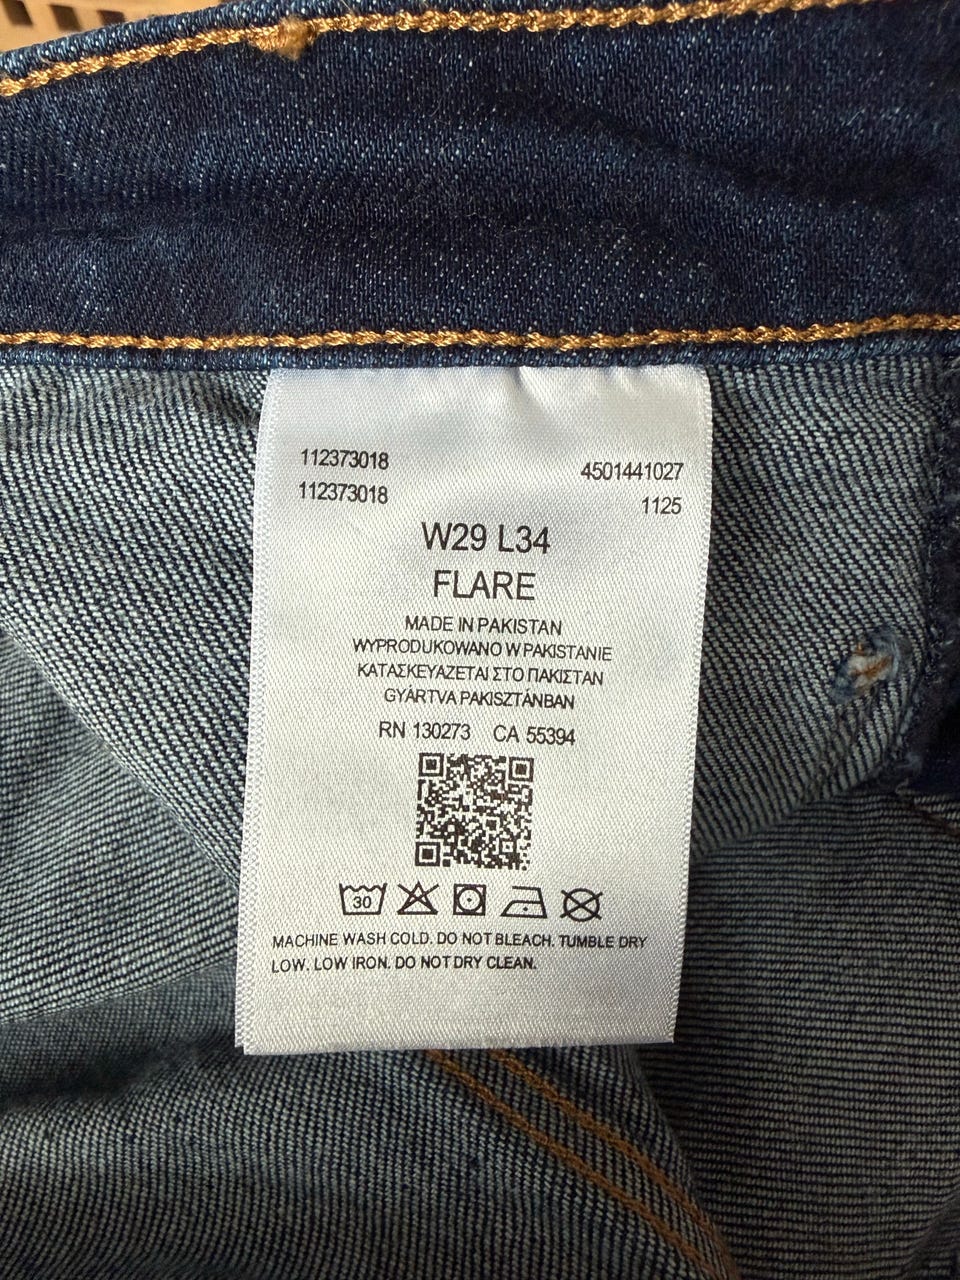 112373018 4501441027
112373018 1125
W29 L34
FLARE
MADE IN PAKISTAN
WYPRODUKOWANO W PAKISTANIE
ΚΑΤΑΣΚΕΥΑΖΕΤΑΙ ΣΤΟ ΠΑΚΙΣΤΑΝ
GYÁRTVA PAKISZTÁNBAN
RN 130273 CA 55394
30
MACHINE WASH COLD. DO NOT BLEACH. TUMBLE DRY
LOW. LOW IRON. DO NOT DRY CLEAN.